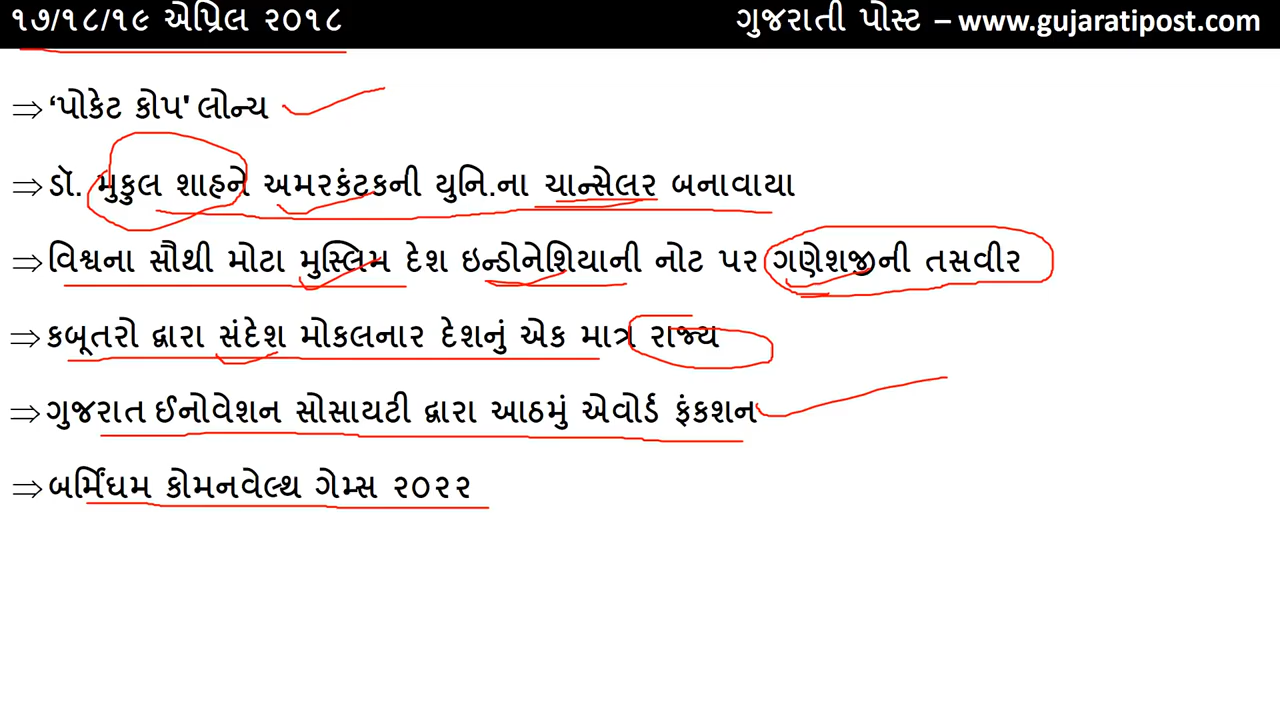 ૧૭/૧૮/૧૯ એપ્રિલ ૨૦૧૮ ગુજરાતી પોસ્ટ – www.gujaratipost.com
⇒ ‘પોકેટ કોપ' લોન્ચ
⇒ ડૉ. મુકુલ શાહને અમરકંટકની યુનિ.ના ચાન્સેલર બનાવાયા
⇒ વિશ્વના સૌથી મોટા મુસ્લિમ દેશ ઇન્ડોનેશિયાની નોટ પર ગણેશજીની તસવીર
⇒ કબૂતરો દ્વારા સંદેશ મોકલનાર દેશનું એક માત્ર રાજ્ય
⇒ ગુજરાત ઈનોવેશન સોસાયટી દ્વારા આઠમું એવોર્ડ ફંકશન
⇒ બર્મિંઘમ કોમનવેલ્થ ગેમ્સ ૨૦૨૨